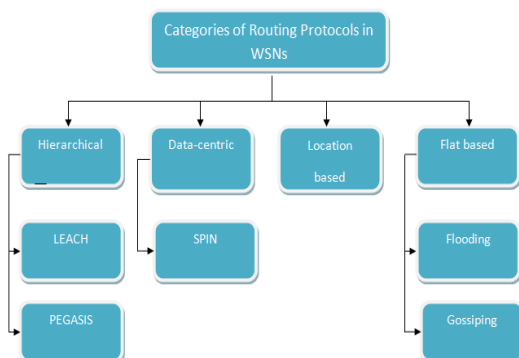 Categories of Routing Protocols in
WSNs
Hierarchical
Data-centric
Location
based
Flat based
LEACH
SPIN
Flooding
PEGASIS
Gossiping